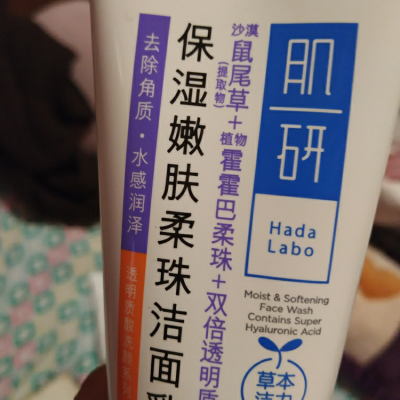 肌
研
Hada
Labo
Moist & Softening
Face Wash
Contains Super
Hyaluronic Acid
草本
洁力
沙漠鼠尾草+植物霍霍巴柔珠+双倍透明质
(提取物)
保湿嫩肤柔珠洁面乳
去除角质·水感润泽